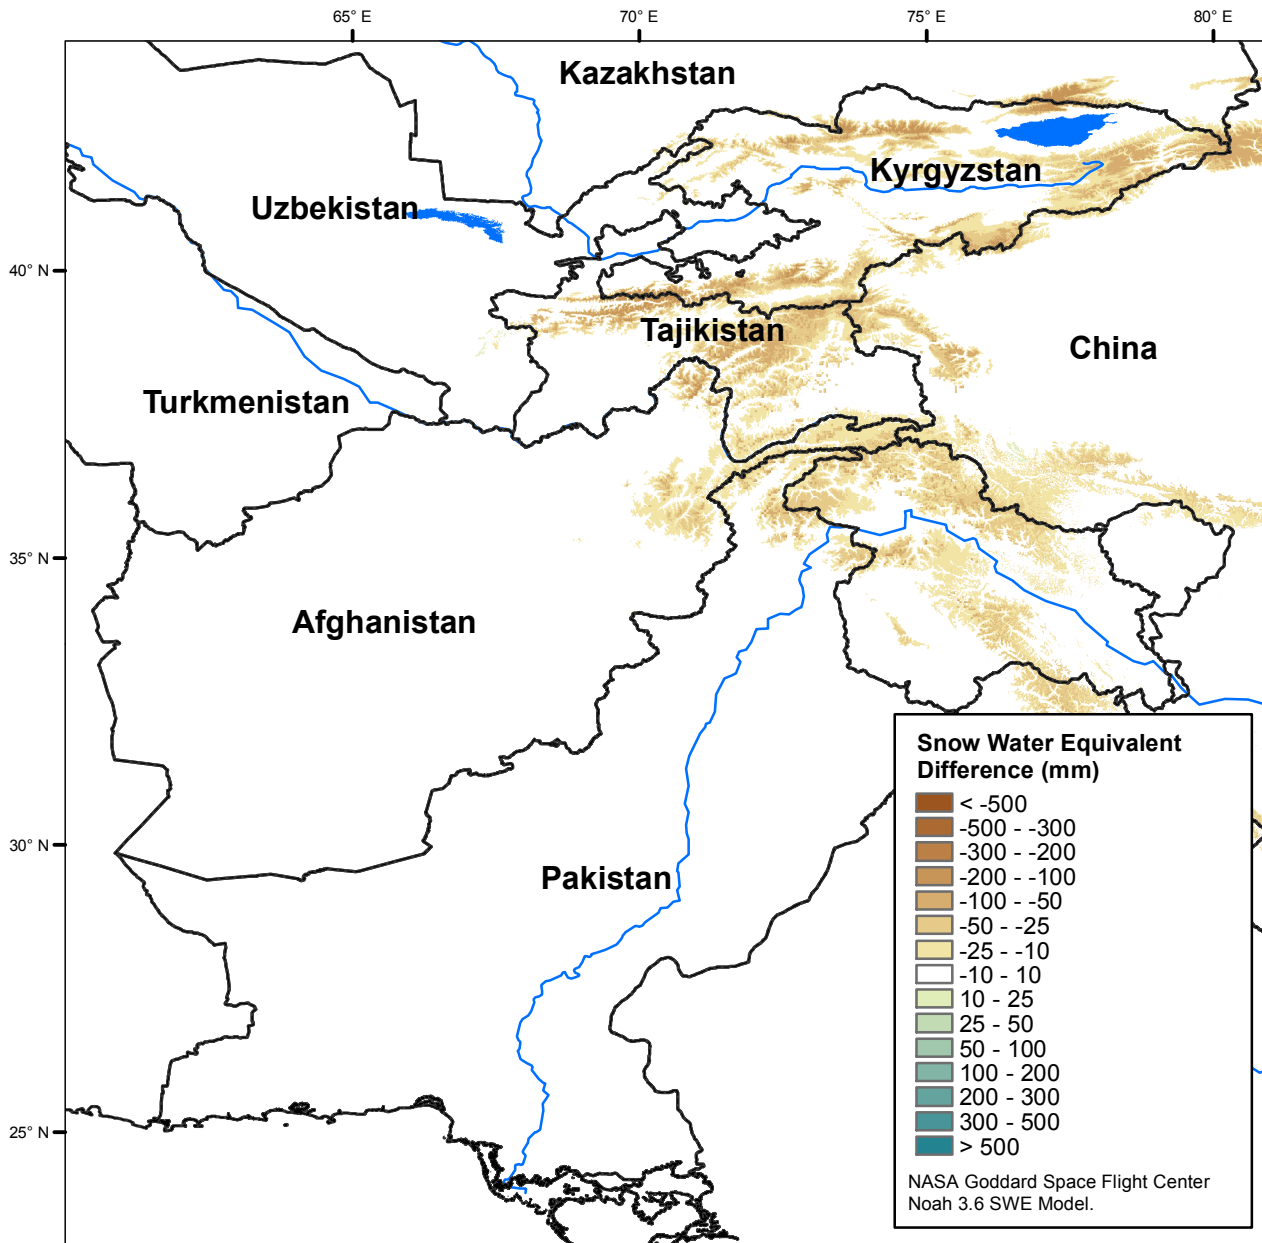 65° E 70° E 75° E 80° E
Kazakhstan
Kyrgyzstan
Uzbekistan
40° N
Tajikistan
China
Turkmenistan
35° N
Afghanistan
Snow Water Equivalent
Difference (mm)
< -500
-500 - -300
-300 - -200
-200 - -100
-100 - -50
-50 - -25
-25 - -10
-10 - 10
10 - 25
25 - 50
50 - 100
100 - 200
200 - 300
300 - 500
> 500
NASA Goddard Space Flight Center
Noah 3.6 SWE Model.
30° N
Pakistan
25° N